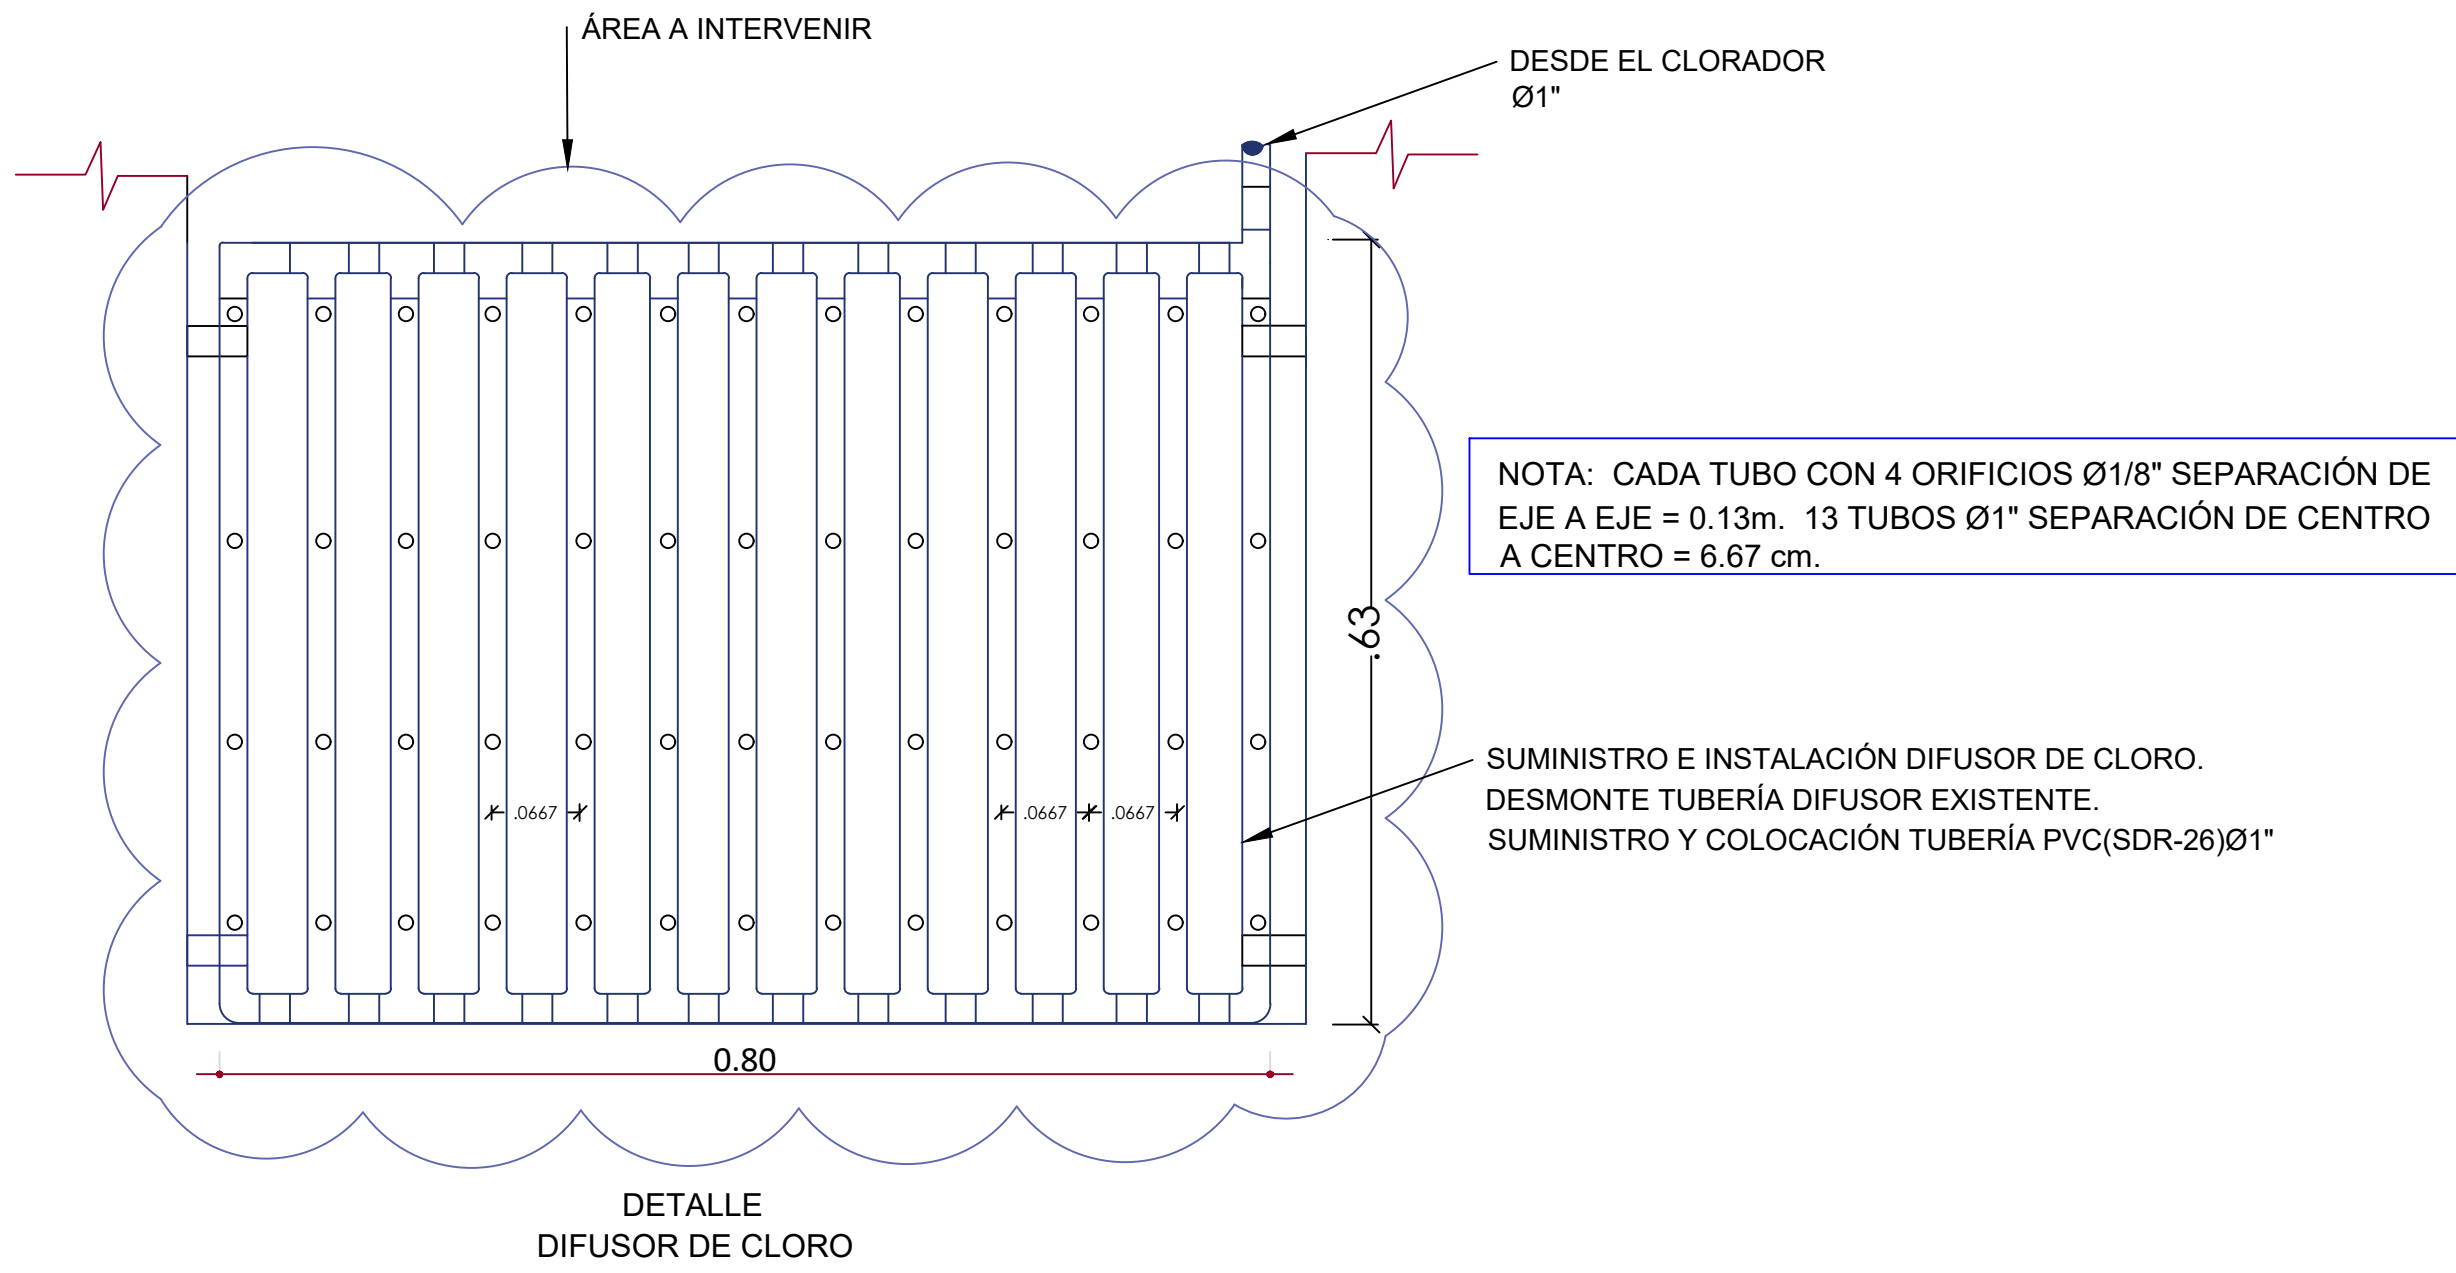 ÁREA A INTERVENIR
DESDE EL CLORADOR
Ø1"
NOTA: CADA TUBO CON 4 ORIFICIOS Ø1/8" SEPARACIÓN DE
EJE A EJE = 0.13m. 13 TUBOS Ø1" SEPARACIÓN DE CENTRO
A CENTRO = 6.67 cm.
.63
SUMINISTRO E INSTALACIÓN DIFUSOR DE CLORO.
DESMONTE TUBERÍA DIFUSOR EXISTENTE.
SUMINISTRO Y COLOCACIÓN TUBERÍA PVC(SDR-26)Ø1"
.0667 .0667 .0667
0.80
DETALLE
DIFUSOR DE CLORO